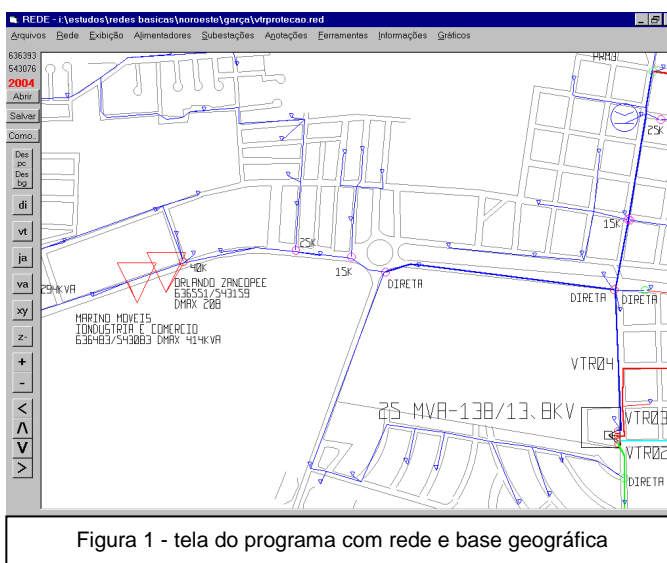 REDE - i:\estudos\redes basicas\noroeste\garça\vtrprotecao.red
Arquivos Rede Exibição Alimentadores Subestações Agotações Ferramentas Informações Gráficos
636393
543076
2004
Abrir
Salvar
Como..
Des pc
Des bg
di
vt
ja
va
xy
z-
+
-
<
Λ
V
>
25K
15K
25K
15K
40K
DIRETA
DIRETA
DIRETA
294KVA
ORLANDO ZANCOPEE
636551/543159
DMAX 208
MARINO MOVEIS
IONDUSTRIA E COMERCIO
636483/543083 DMAX 414KVA
VTR04
25 MVA-138/13.8KV
VTR03
VTR02
DIRETA
Figura 1 - tela do programa com rede e base geográfica